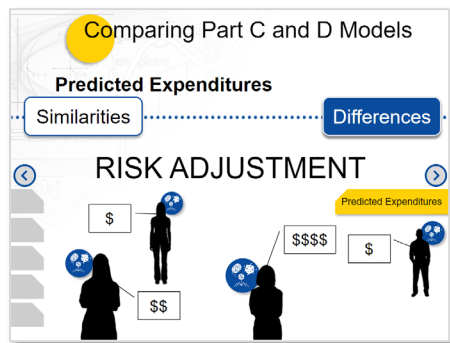 Comparing Part C and D Models
Predicted Expenditures
Similarities
Differences
RISK ADJUSTMENT
Predicted Expenditures
$
$$$$
$
$$